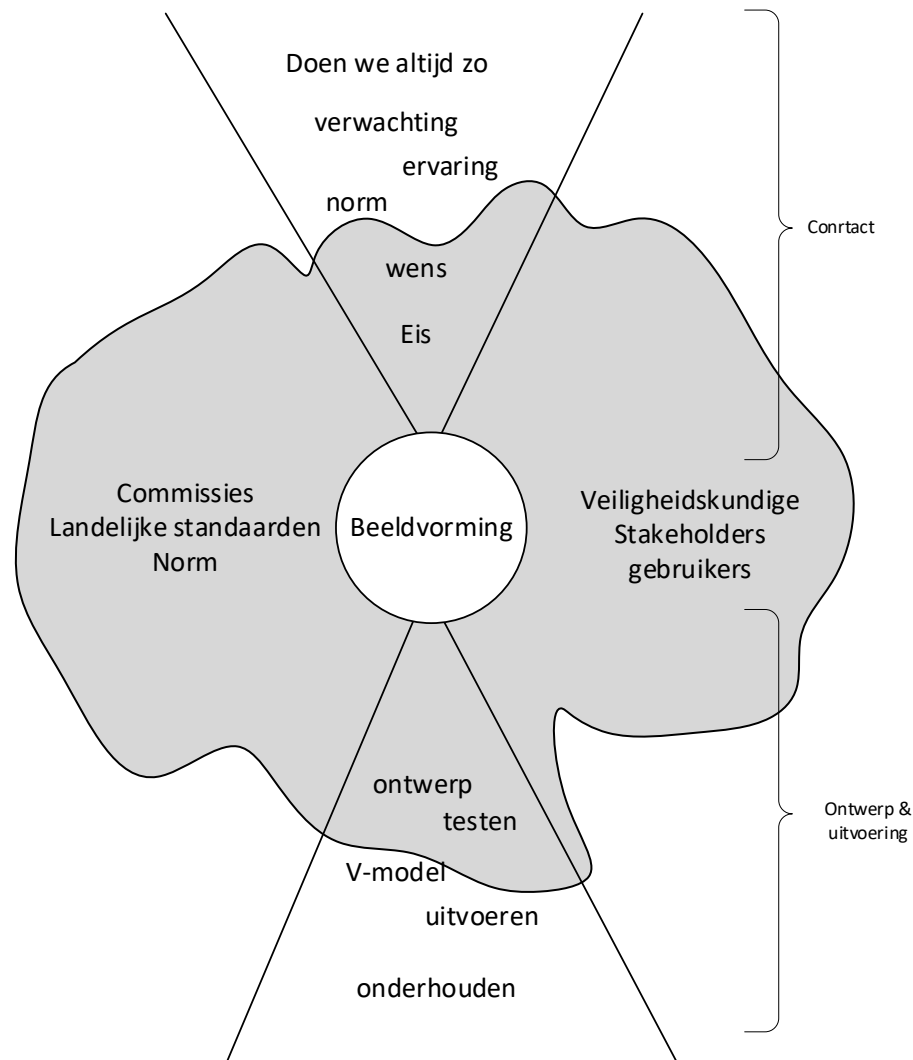 Doen we altijd zo
verwachting
ervaring
norm
wens
Eis
Conrtact
Commissies
Landelijke standaarden
Norm
Beeldvorming
Veiligheidskundige
Stakeholders
gebruikers
ontwerp
testen
V-model
uitvoeren
onderhouden
Ontwerp &
uitvoering